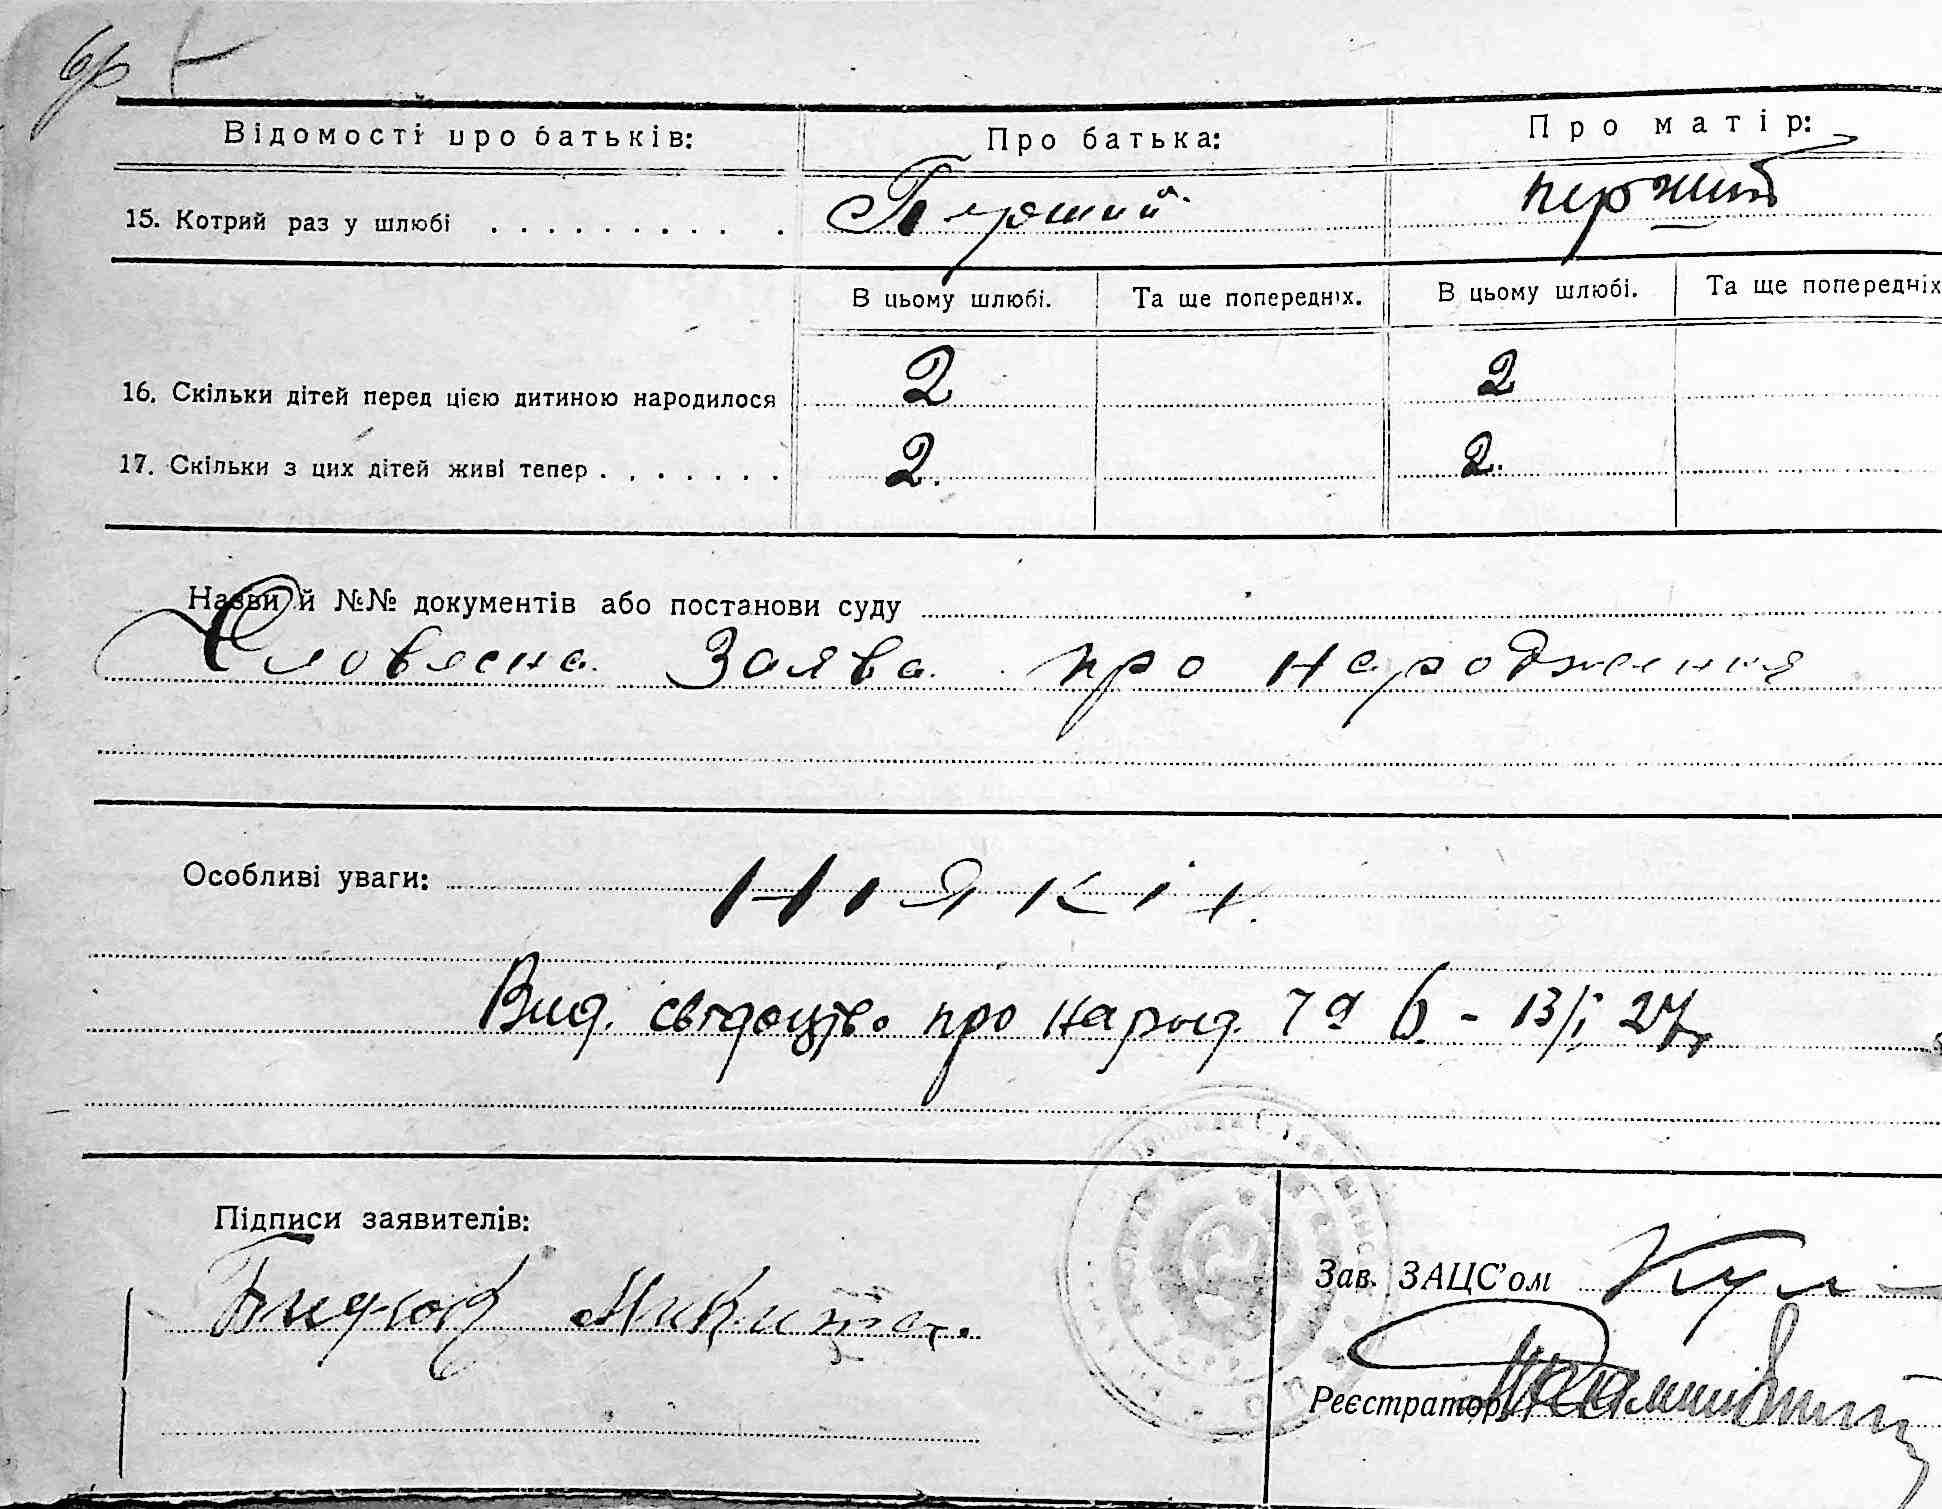 Відомості про батьків: Про батька: Про матір:
15. Котрий раз у шлюбі . . . . . . . . . . . Перший перший
В цьому шлюбі. Та ще попередніх. В цьому шлюбі. Та ще попередніх
16. Скільки дітей перед цією дитиною народилося 2 2
17. Скільки з цих дітей живі тепер . . . . . . . 2. 2.
Назви й №№ документів або постанови суду
Словесна Заява про народження
Особливі уваги: Ніяких.
Вид. свідоцтво про народ. 7 6 - 13/I 27
Підписи заявителів:
Микита.
Зав. ЗАЦС'ом
Реєстратор